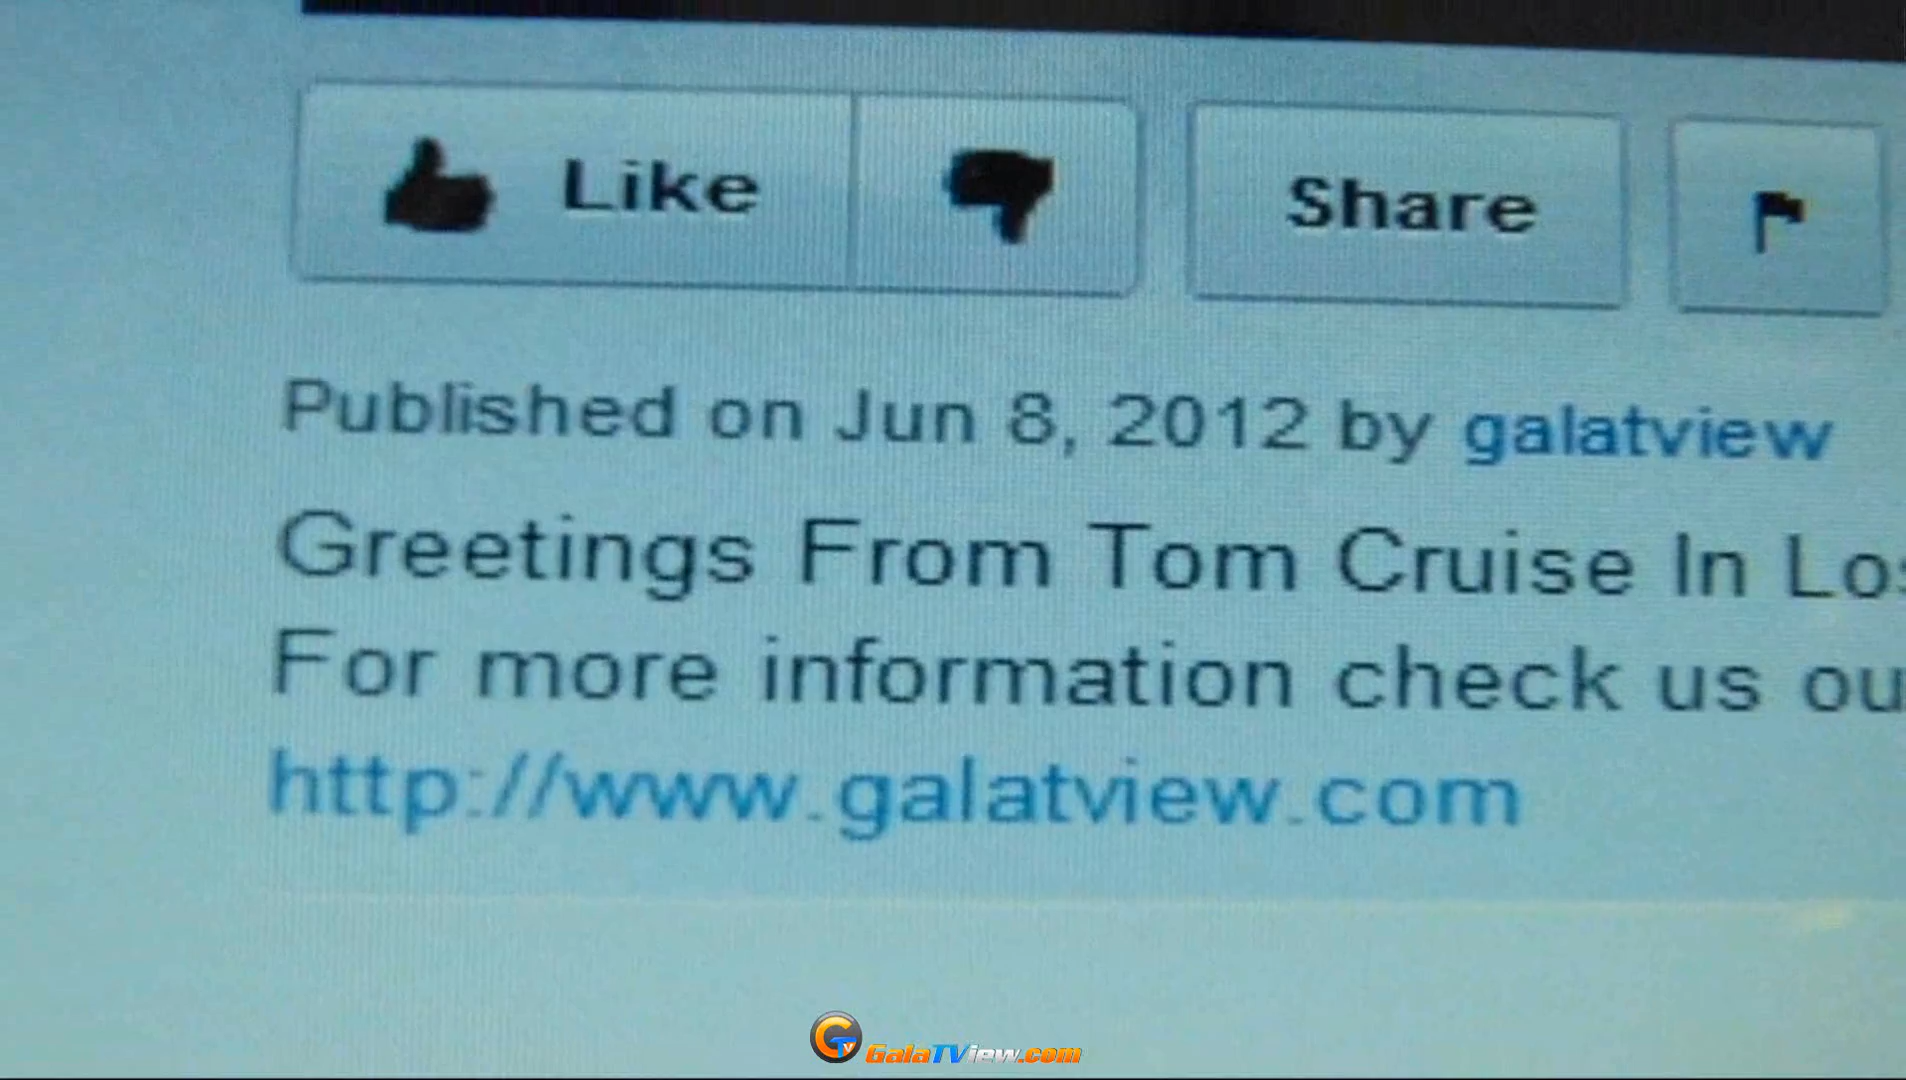 Like
Share
Published on Jun 8, 2012 by galatview
Greetings From Tom Cruise In
For more information check us
http://www.galatview.com
GalaTView.com